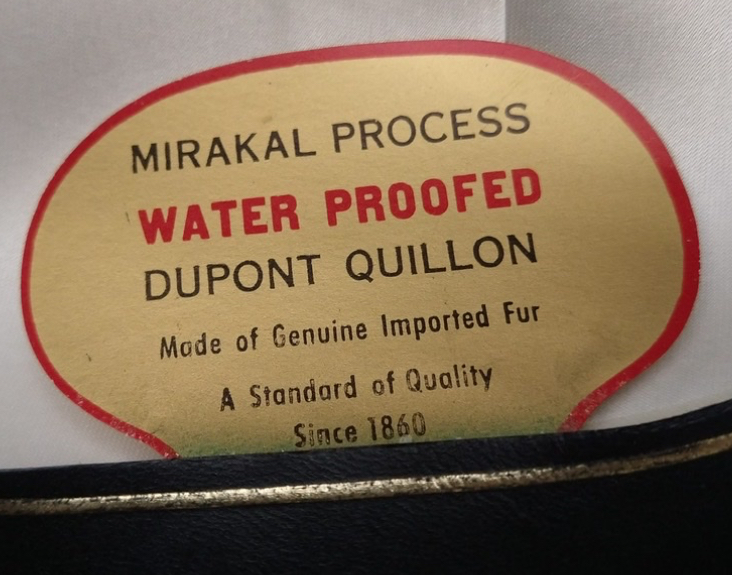 MIRAKAL PROCESS
WATER PROOFED
DUPONT QUILLON
Made of Genuine Imported Fur
A Standard of Quality
Since 1860